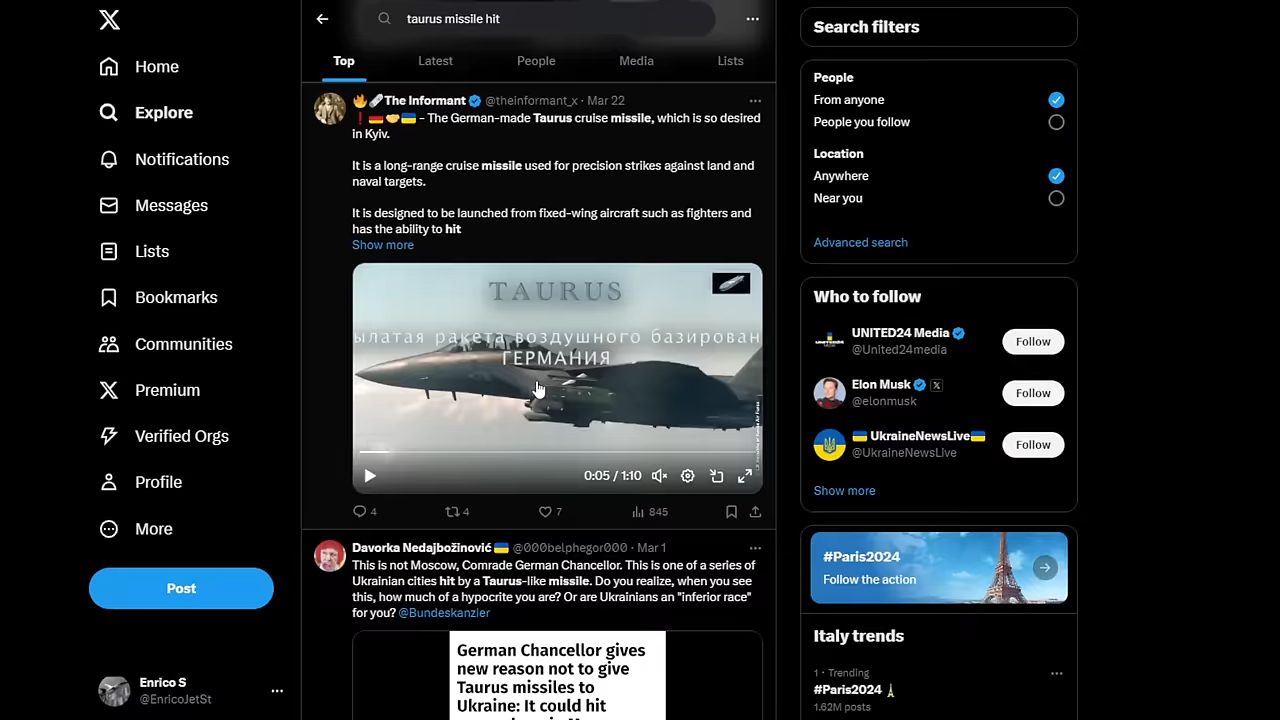 taurus missile hit
Top
Latest
People
Media
Lists
Home
Explore
Notifications
Messages
Lists
Bookmarks
Communities
Premium
Verified Orgs
Profile
More
Post
Enrico S
@EnricoJetSt
The Informant @theinformant_x · Mar 22
– The German-made Taurus cruise missile, which is so desired
in Kyiv.
It is a long-range cruise missile used for precision strikes against land and
naval targets.
It is designed to be launched from fixed-wing aircraft such as fighters and
has the ability to hit
Show more
TAURUS
ылатая ракета воздушного базирован
ГЕРМАНИЯ
0:05 / 1:10
4
4
7
845
Davorka Nedajbožinović @000belphegor000 · Mar 1
This is not Moscow, Comrade German Chancellor. This is one of a series of
Ukrainian cities hit by a Taurus-like missile. Do you realize, when you see
this, how much of a hypocrite you are? Or are Ukrainians an "inferior race"
for you? @Bundeskanzler
German Chancellor gives
new reason not to give
Taurus missiles to
Ukraine: It could hit
Search filters
People
From anyone
People you follow
Location
Anywhere
Near you
Advanced search
Who to follow
UNITED24 Media
@United24media
Follow
Elon Musk
@elonmusk
Follow
UkraineNewsLive
@UkraineNewsLive
Follow
Show more
#Paris2024
Follow the action
Italy trends
1 · Trending
#Paris2024
1.62M posts